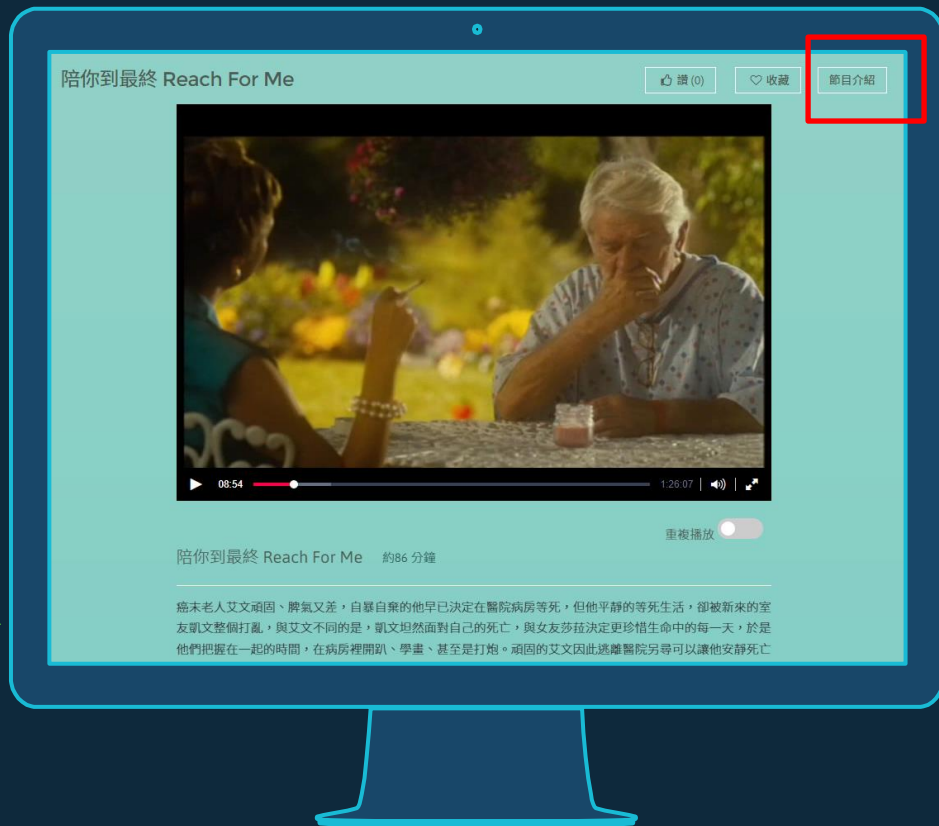 陪你到最終 Reach For Me
讚 (0)
收藏
節目介紹
08:54
1:26:07
重複播放
陪你到最終 Reach For Me 約86 分鐘
癌末老人艾文頑固、脾氣又差，自暴自棄的他早已決定在醫院病房等死，但他平靜的等死生活，卻被新來的室
友凱文整個打亂，與艾文不同的是，凱文坦然面對自己的死亡，與女友莎菈決定更珍惜生命中的每一天，於是
他們把握在一起的時間，在病房裡開趴、學畫、甚至是打炮。頑固的艾文因此逃離醫院另尋可以讓他安靜死亡